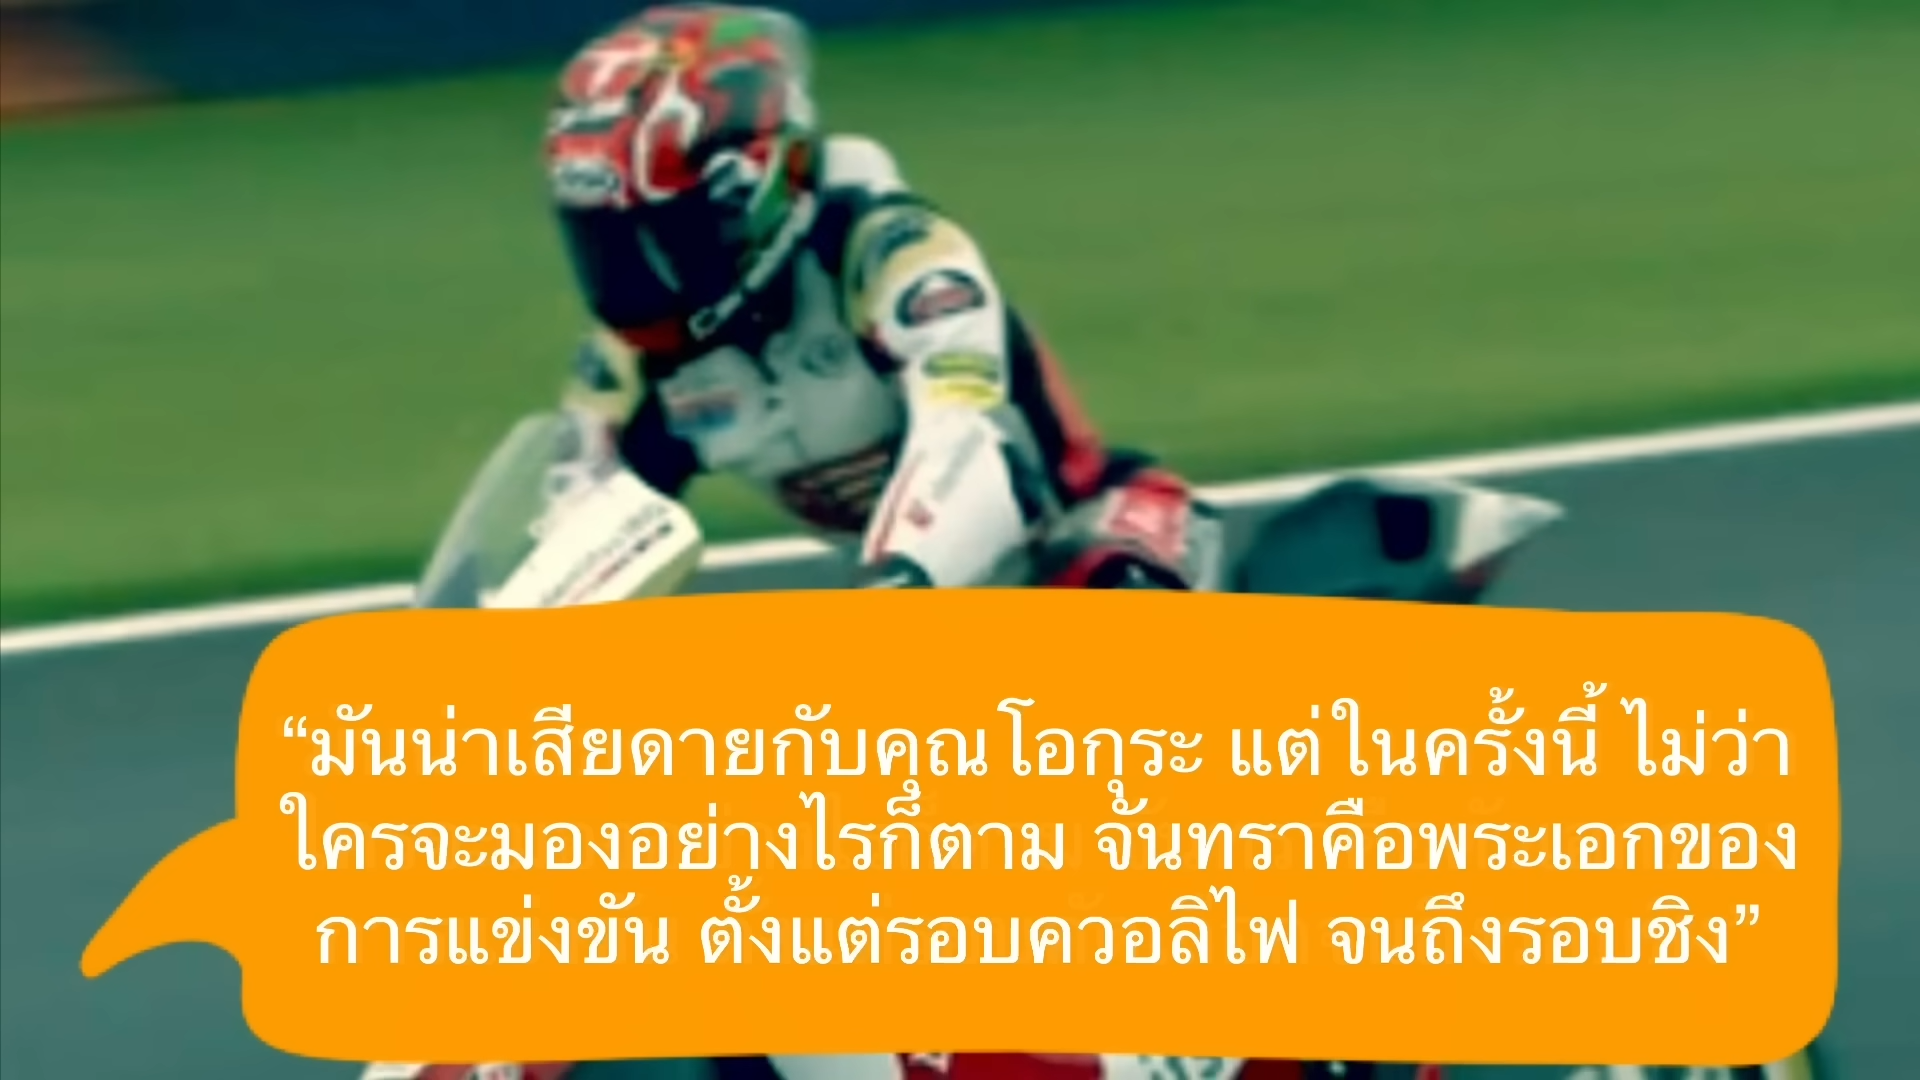 “มันน่าเสียดายกับคุณโอกุระ แต่ในครั้งนี้ ไม่ว่า
ใครจะมองอย่างไรก็ตาม จันทราคือพระเอกของ
การแข่งขัน ตั้งแต่รอบควอลิไฟ จนถึงรอบชิง”